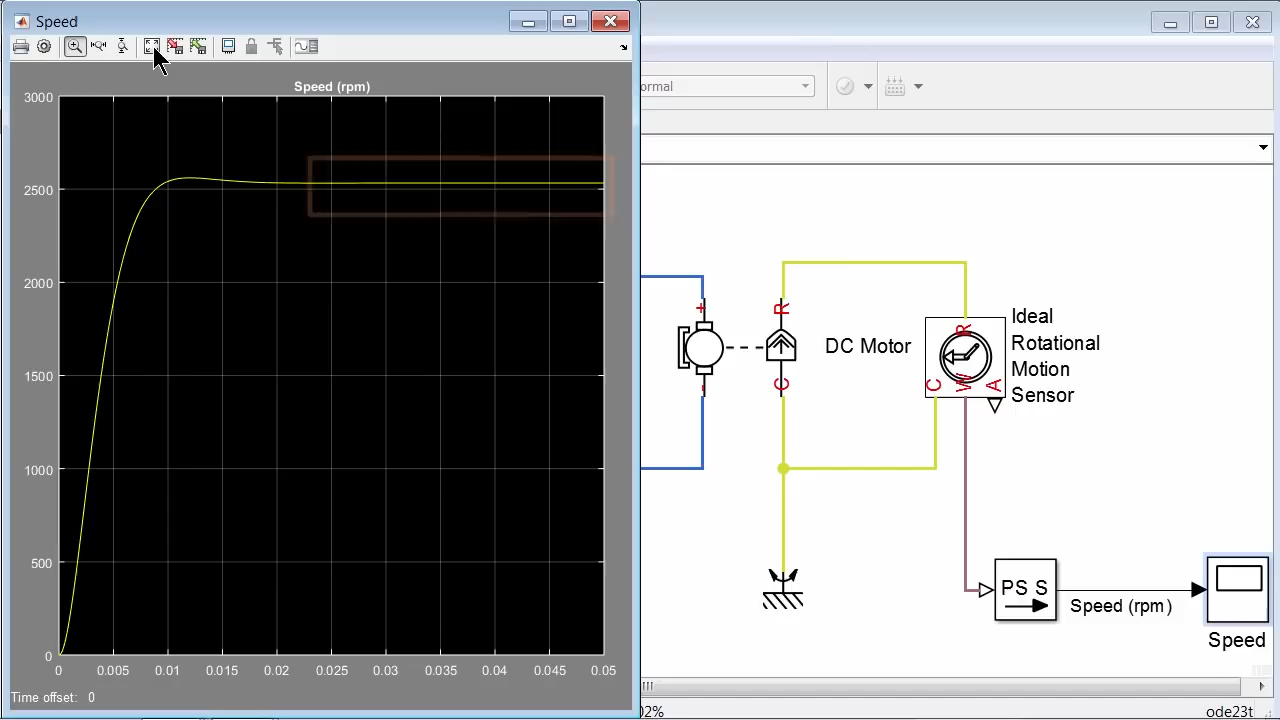 Speed
Speed (rpm)
3000
2500
2000
1500
1000
500
0
0 0.005 0.01 0.015 0.02 0.025 0.03 0.035 0.04 0.045 0.05
Time offset: 0
ormal
+
-
R
C
DC Motor
R
C W A
Ideal
Rotational
Motion
Sensor
PS S
Speed (rpm)
Speed
02%
ode23t